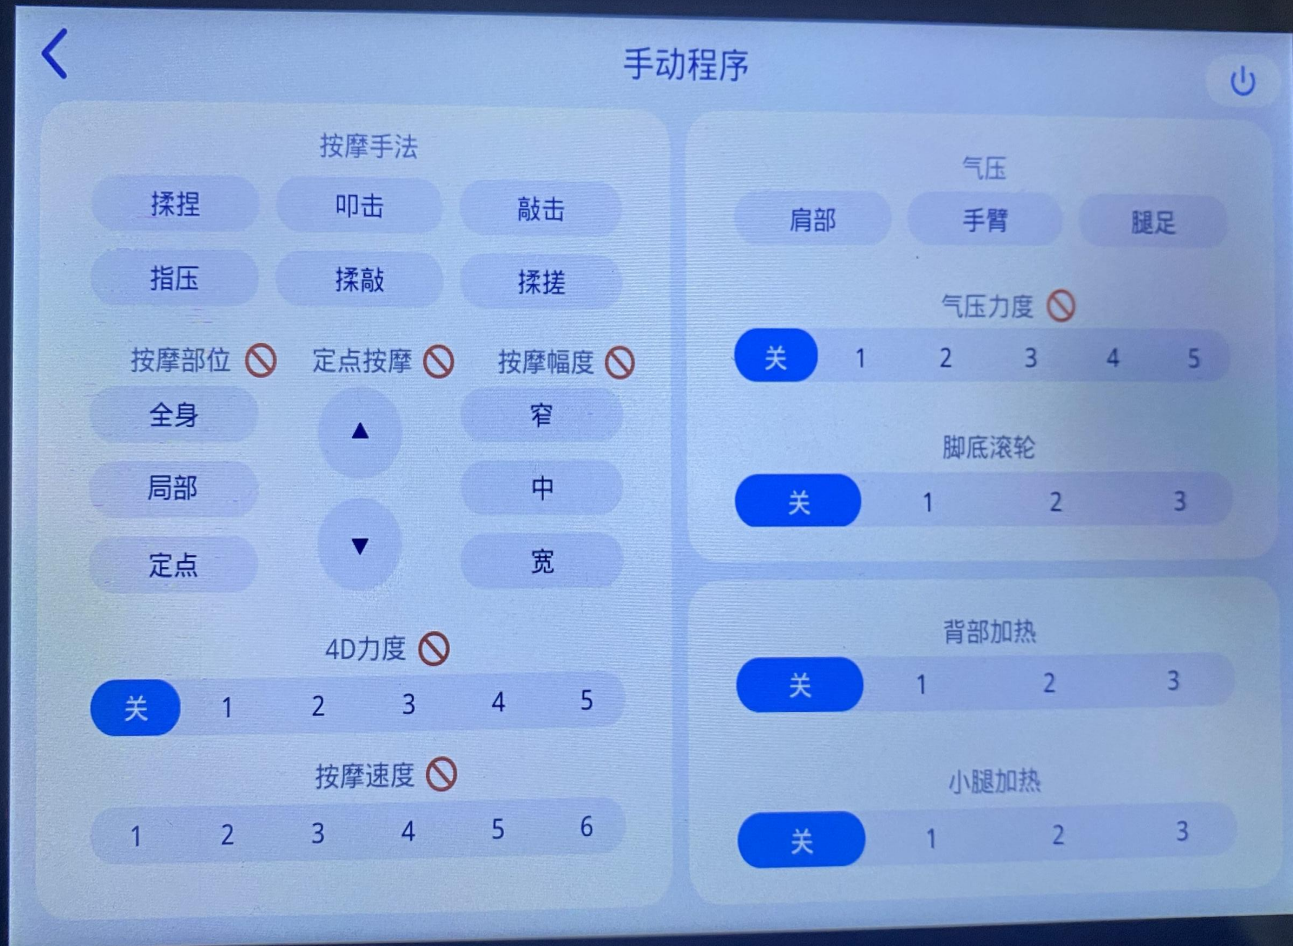 手动程序
按摩手法
揉捏 叩击 敲击
指压 揉敲 揉搓
按摩部位 定点按摩 按摩幅度
全身 ▲ 窄
局部 中
定点 ▼ 宽
4D力度
关 1 2 3 4 5
按摩速度
1 2 3 4 5 6
气压
肩部 手臂 腿足
气压力度
关 1 2 3 4 5
脚底滚轮
关 1 2 3
背部加热
关 1 2 3
小腿加热
关 1 2 3